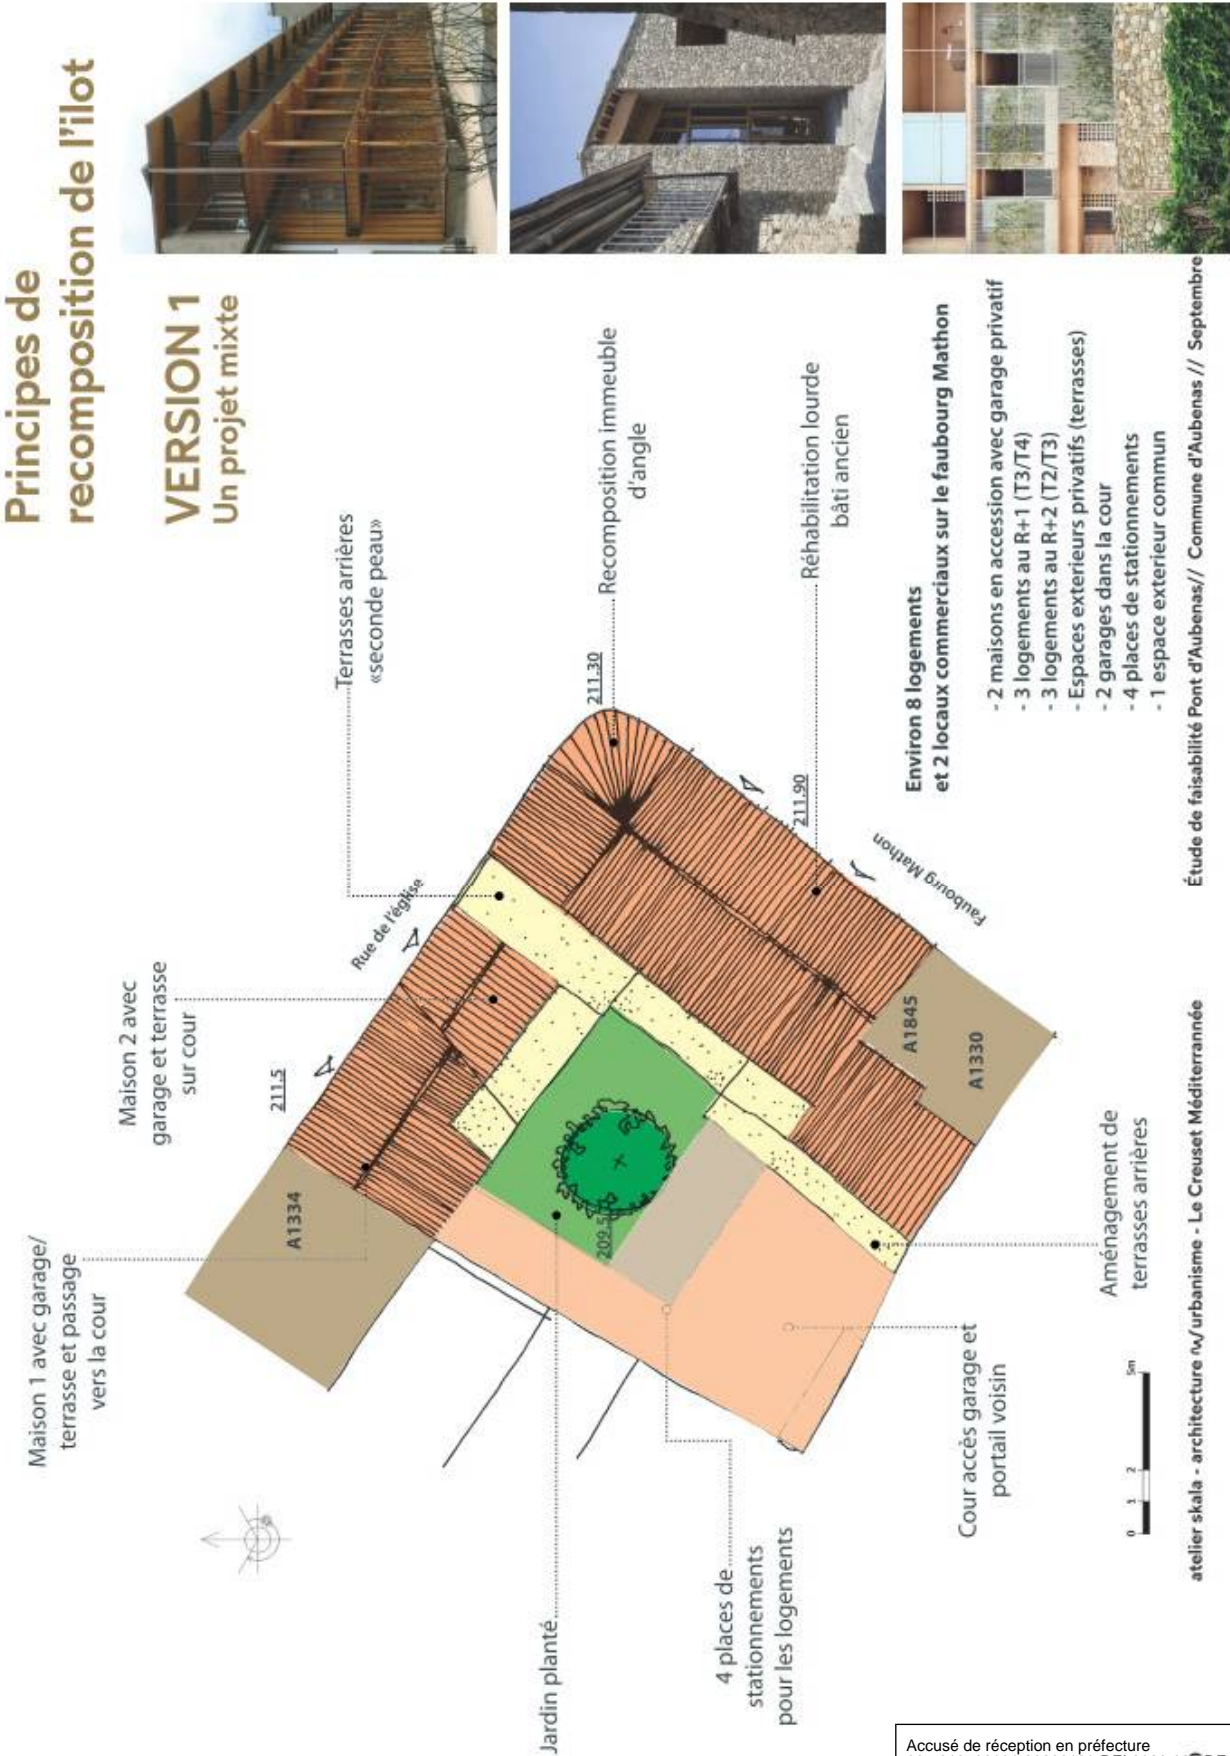 Principes de
recomposition de l'ilot
VERSION 1
Un projet mixte
Maison 1 avec garage/
terrasse et passage
vers la cour
Maison 2 avec
garage et terrasse
sur cour
Terrasses arrières
«seconde peau»
Recomposition immeuble
d'angle
Réhabilitation lourde
bâti ancien
A1334
211.5
Rue de l'église
211.30
211.90
Faubourg Mathon
A1845
A1330
Jardin planté
4 places de
stationnements
pour les logements
Cour accès garage et
portail voisin
Aménagement de
terrasses arrières
0 1 2 5m
Environ 8 logements
et 2 locaux commerciaux sur le faubourg Mathon
- 2 maisons en accession avec garage privatif
- 3 logements au R+1 (T3/T4)
- 3 logements au R+2 (T2/T3)
- Espaces exterieurs privatifs (terrasses)
- 2 garages dans la cour
- 4 places de stationnements
- 1 espace exterieur commun
atelier skala - architecture /urbanisme - Le Creuset Méditerrannée
Étude de faisabilité Pont d'Aubenas// Commune d'Aubenas // Septembre
Accusé de réception en préfecture